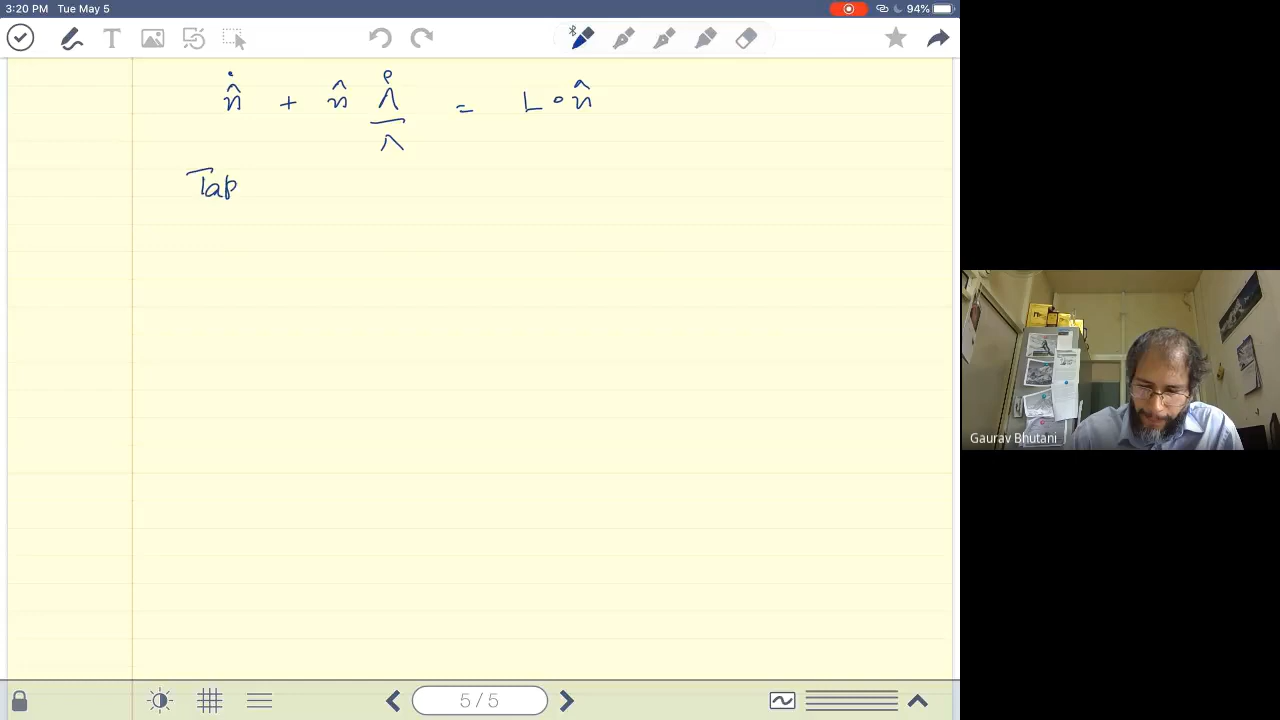 3:20 PM Tue May 5 94%
T
n̂̇ + n̂ Λ̇/Λ = L∘n̂
Tap
Gaurav Bhutani
5 / 5